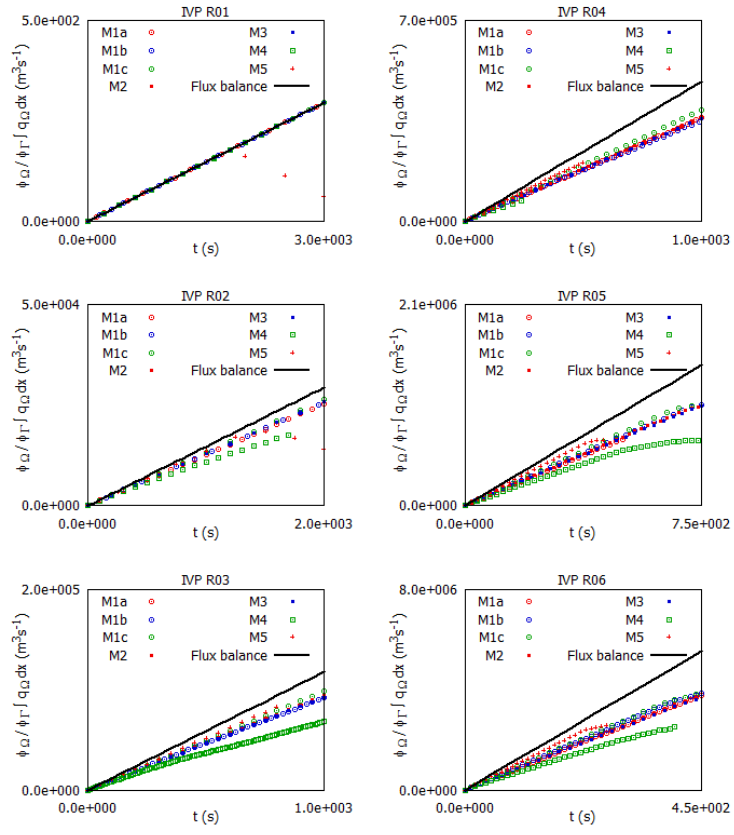 IVP R01
5.0e+002
M1a
M3
M1b
M4
M1c
M5
M2
Flux balance
ϕ Ω / ϕ Γ ∫ q Ω dx (m³s⁻¹)
0.0e+000
0.0e+000
3.0e+003
t (s)
IVP R04
7.0e+005
M1a
M3
M1b
M4
M1c
M5
M2
Flux balance
ϕ Ω / ϕ Γ ∫ q Ω dx (m³s⁻¹)
0.0e+000
0.0e+000
1.0e+003
t (s)
IVP R02
5.0e+004
M1a
M3
M1b
M4
M1c
M5
M2
Flux balance
ϕ Ω / ϕ Γ ∫ q Ω dx (m³s⁻¹)
0.0e+000
0.0e+000
2.0e+003
t (s)
IVP R05
2.1e+006
M1a
M3
M1b
M4
M1c
M5
M2
Flux balance
ϕ Ω / ϕ Γ ∫ q Ω dx (m³s⁻¹)
0.0e+000
0.0e+000
7.5e+002
t (s)
IVP R03
2.0e+005
M1a
M3
M1b
M4
M1c
M5
M2
Flux balance
ϕ Ω / ϕ Γ ∫ q Ω dx (m³s⁻¹)
0.0e+000
0.0e+000
1.0e+003
t (s)
IVP R06
8.0e+006
M1a
M3
M1b
M4
M1c
M5
M2
Flux balance
ϕ Ω / ϕ Γ ∫ q Ω dx (m³s⁻¹)
0.0e+000
0.0e+000
4.5e+002
t (s)